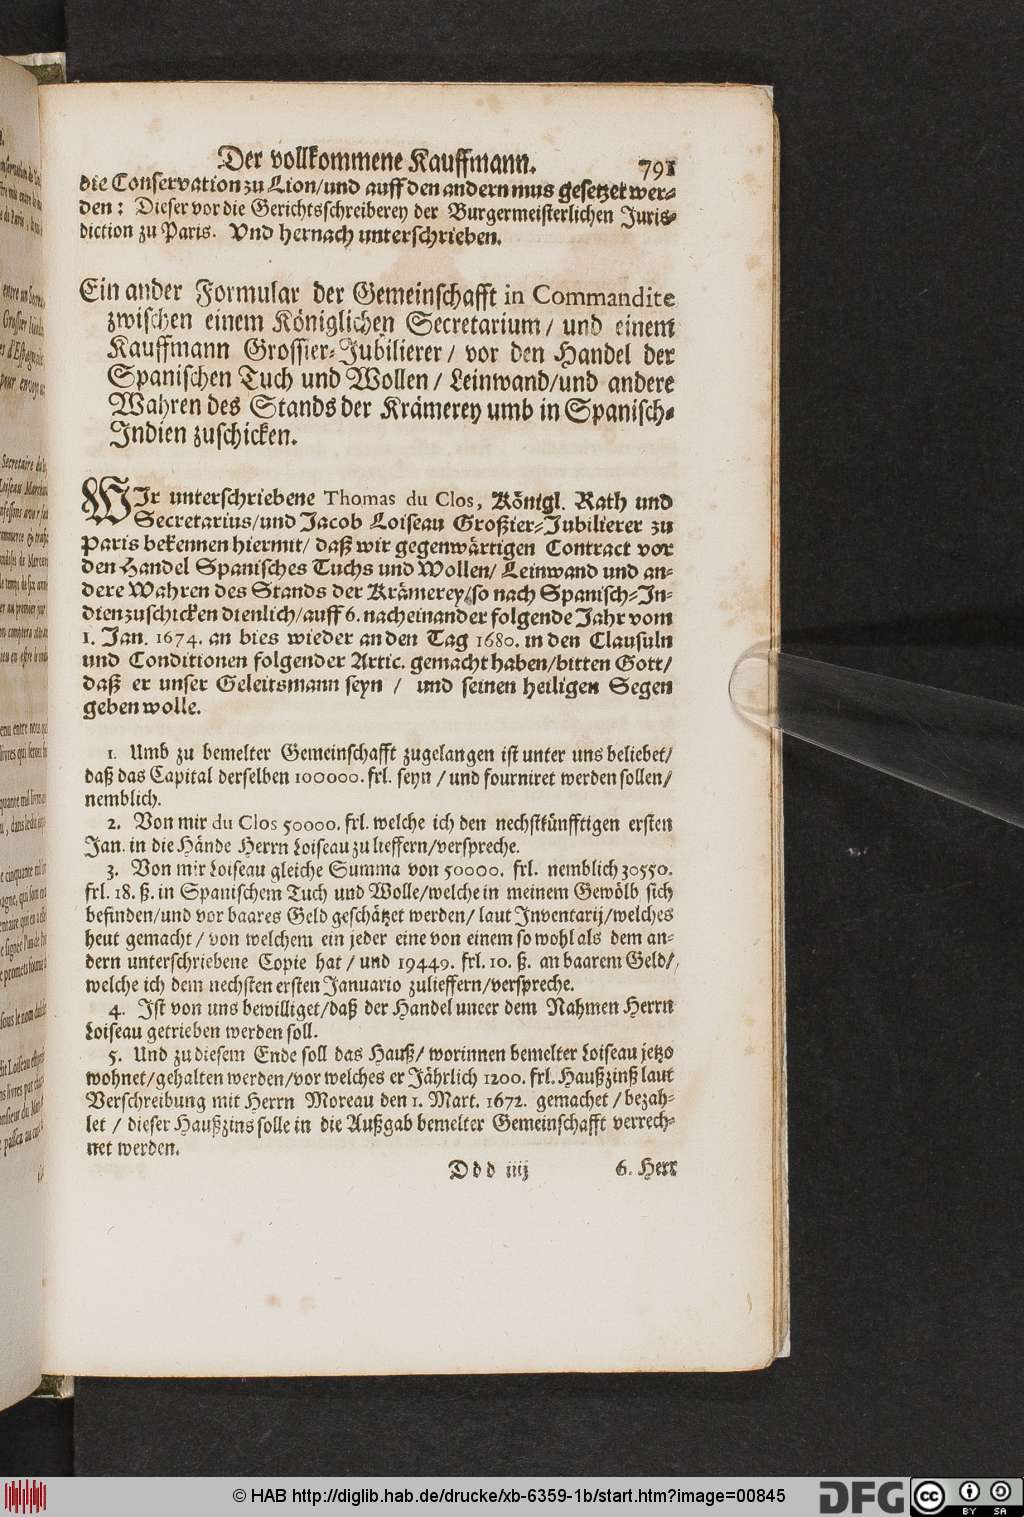 Der vollkommene Kauffmann. 791
die Conservation zu Lion/und auff den andern mus gesetzet wer-
den: Dieser vor die Gerichtsschreiberey der Burgermeisterlichen Juris-
diction zu Paris. Und hernach unterschrieben.
Ein ander Formular der Gemeinschafft in Commandite
zwischen einem Königlichen Secretarium/ und einem
Kauffmann Grossier-Jubilierer/ vor den Handel der
Spanischen Tuch und Wollen/ Leinwand/und andere
Wahren des Stands der Krämerey umb in Spanisch-
Indien zuschicken.
WIr unterschriebene Thomas du Clos, Königl. Rath und
Secretarius/und Jacob Loiseau Großier-Jubilierer zu
Paris bekennen hiermit/ daß wir gegenwärtigen Contract vor
den Handel Spanisches Tuchs und Wollen/ Leinwand und an-
dere Wahren des Stands der Krämerey/so nach Spanisch-In-
dien zuschicken dienlich/auff 6. nacheinander folgende Jahr vom
1. Jan. 1674. an bies wieder an den Tag 1680. in den Clausuln
und Conditionen folgender Artic. gemacht haben/bitten Gott/
daß er unser Geleitsmann seyn / und seinen heiligen Segen
geben wolle.
1. Umb zu bemelter Gemeinschafft zugelangen ist unter uns beliebet/
daß das Capital derselben 100000. frl. seyn / und fourniret werden sollen/
nemblich.
2. Von mir du Clos 50000. frl. welche ich den nechstkünfftigen ersten
Jan. in die Hände Herrn Loiseau zu lieffern/verspreche.
3. Von mir Loiseau gleiche Summa von 50000. frl. nemblich 30550.
frl. 18. ß. in Spanischem Tuch und Wolle/welche in meinem Gewölb sich
befinden/und vor baares Geld geschätzet werden/ laut Inventarij/welches
heut gemacht / von welchem ein jeder eine von einem so wohl als dem an-
dern unterschriebene Copie hat / und 19449. frl. 10. ß. an baarem Geld/
welche ich dem nechsten ersten Januario zulieffern/verspreche.
4. Ist von uns bewilliget/daß der Handel unter dem Nahmen Herrn
Loiseau getrieben werden soll.
5. Und zu diesem Ende soll das Hauß/ worinnen bemelter Loiseau jetzo
wohnet/gehalten werden/vor welches er Jährlich 1200. frl. Haußzinß laut
Verschreibung mit Herrn Moreau den 1. Mart. 1672. gemachet / bezah-
let / dieser Haußzins solle in die Außgab bemelter Gemeinschafft verrech-
net werden.
Ddd iiij 6. Herr
© HAB http://diglib.hab.de/drucke/xb-6359-1b/start.htm?image=00845
DFG
cc
BY SA